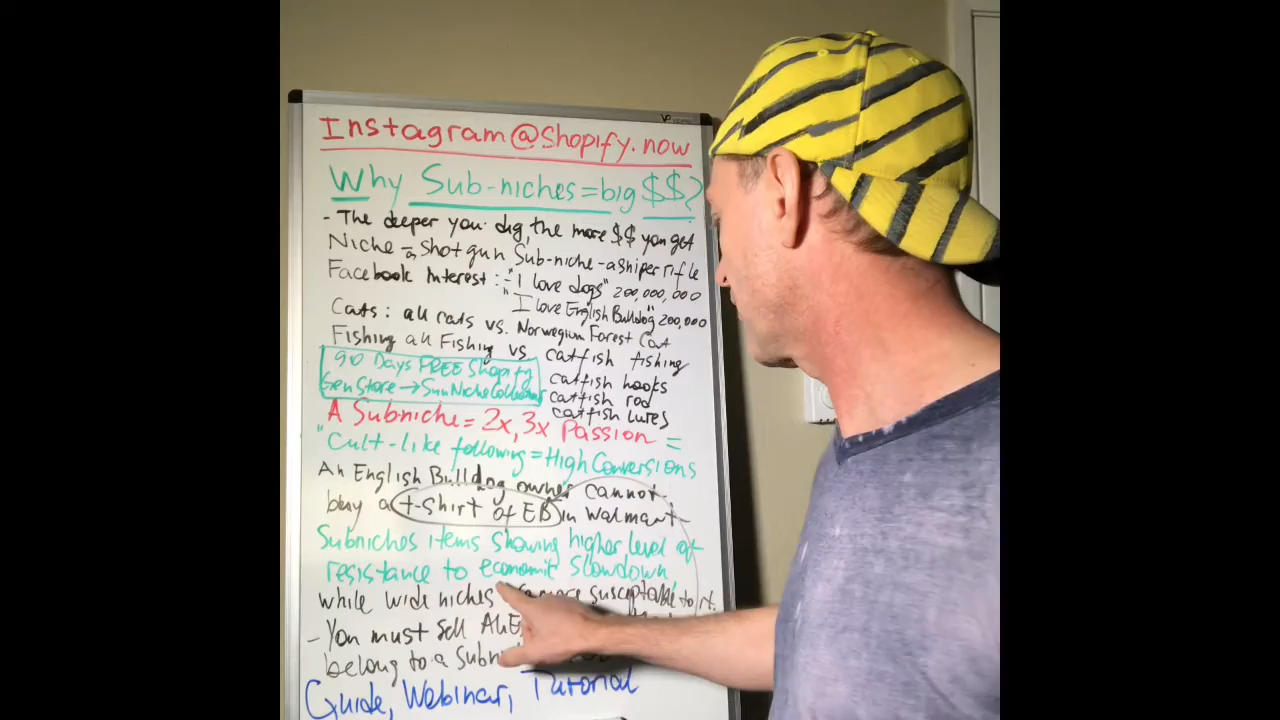 Instagram@Shopify.now
Why Sub-niches=big $$?
- The deeper you dig, the more $$ you get
Niche - a shotgun Sub-niche - a sniper rifle
Facebook Interest: - "I love dogs" 200,000,000
"I love English Bulldog" 200,000
Cats: all cats vs. Norwegian Forest Cat
Fishing all Fishing vs catfish fishing
90 Days FREE Shopify
Gen Store →
catfish hooks
catfish rod
catfish lures
A Subniche = 2x, 3x Passion =
"Cult-like following = High Conversions
An English Bulldog owner cannot
buy a t-shirt of EB in Walmart
Subniches items showing higher level of
resistance to economic slowdown
while wide niches more susceptable to it.
- You must sell
belong to a
Guide, Webinar, Tutorial